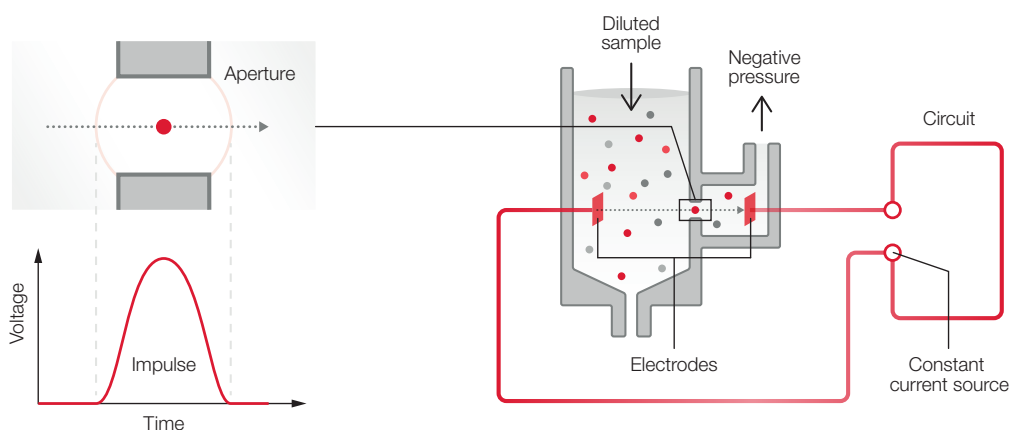 Aperture
Voltage
Impulse
Time
Diluted
sample
Negative
pressure
Circuit
Electrodes
Constant
current source